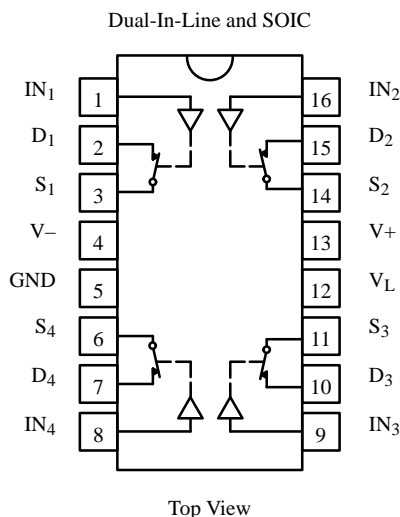 Dual-In-Line and SOIC
IN1 1 16 IN2
D1 2 15 D2
S1 3 14 S2
V– 4 13 V+
GND 5 12 VL
S4 6 11 S3
D4 7 10 D3
IN4 8 9 IN3
Top View